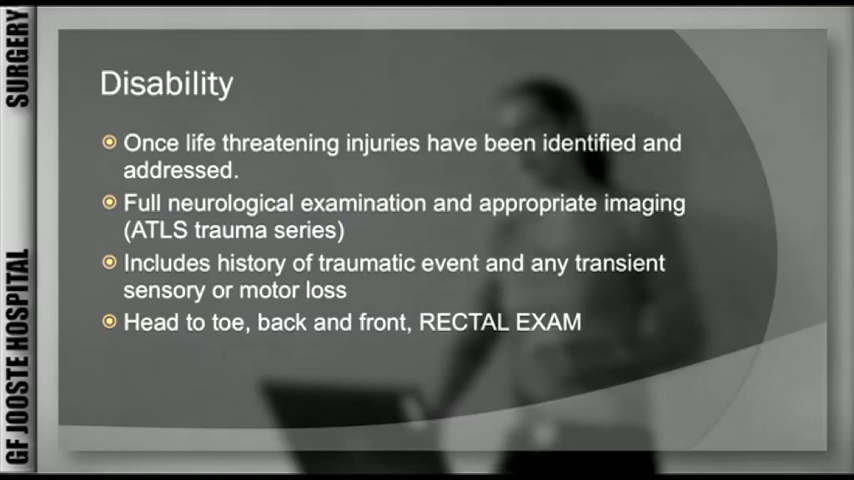 SURGERY
GF JOOSTE HOSPITAL
Disability
Once life threatening injuries have been identified and
addressed.
Full neurological examination and appropriate imaging
(ATLS trauma series)
Includes history of traumatic event and any transient
sensory or motor loss
Head to toe, back and front, RECTAL EXAM